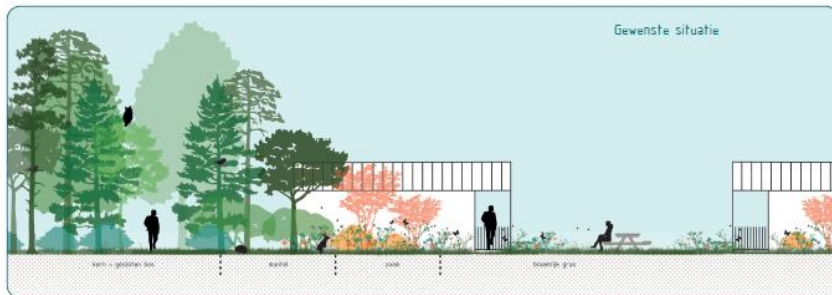 Gewenste situatie
kern = gesloten bos
mantel
zoom
bloemrijk gras